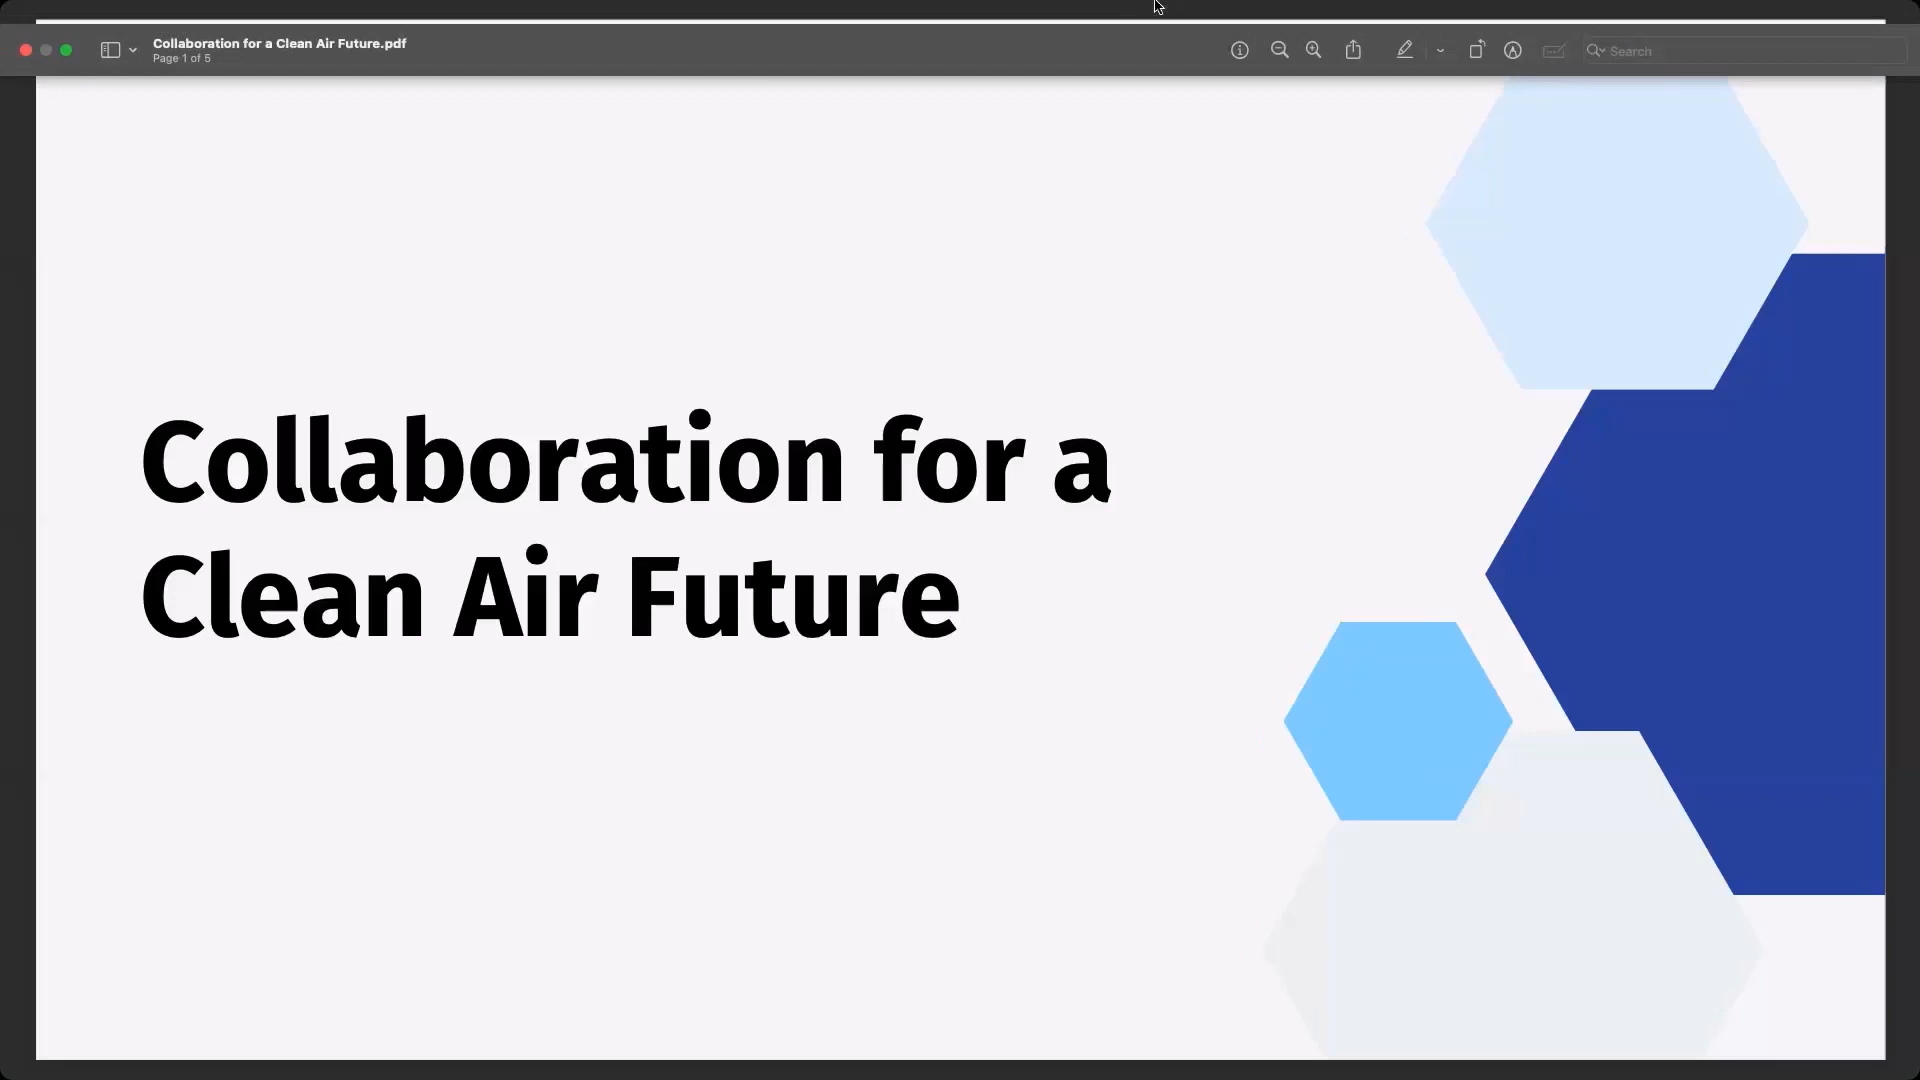 Collaboration for a Clean Air Future.pdf
Page 1 of 5
Search
Collaboration for a
Clean Air Future